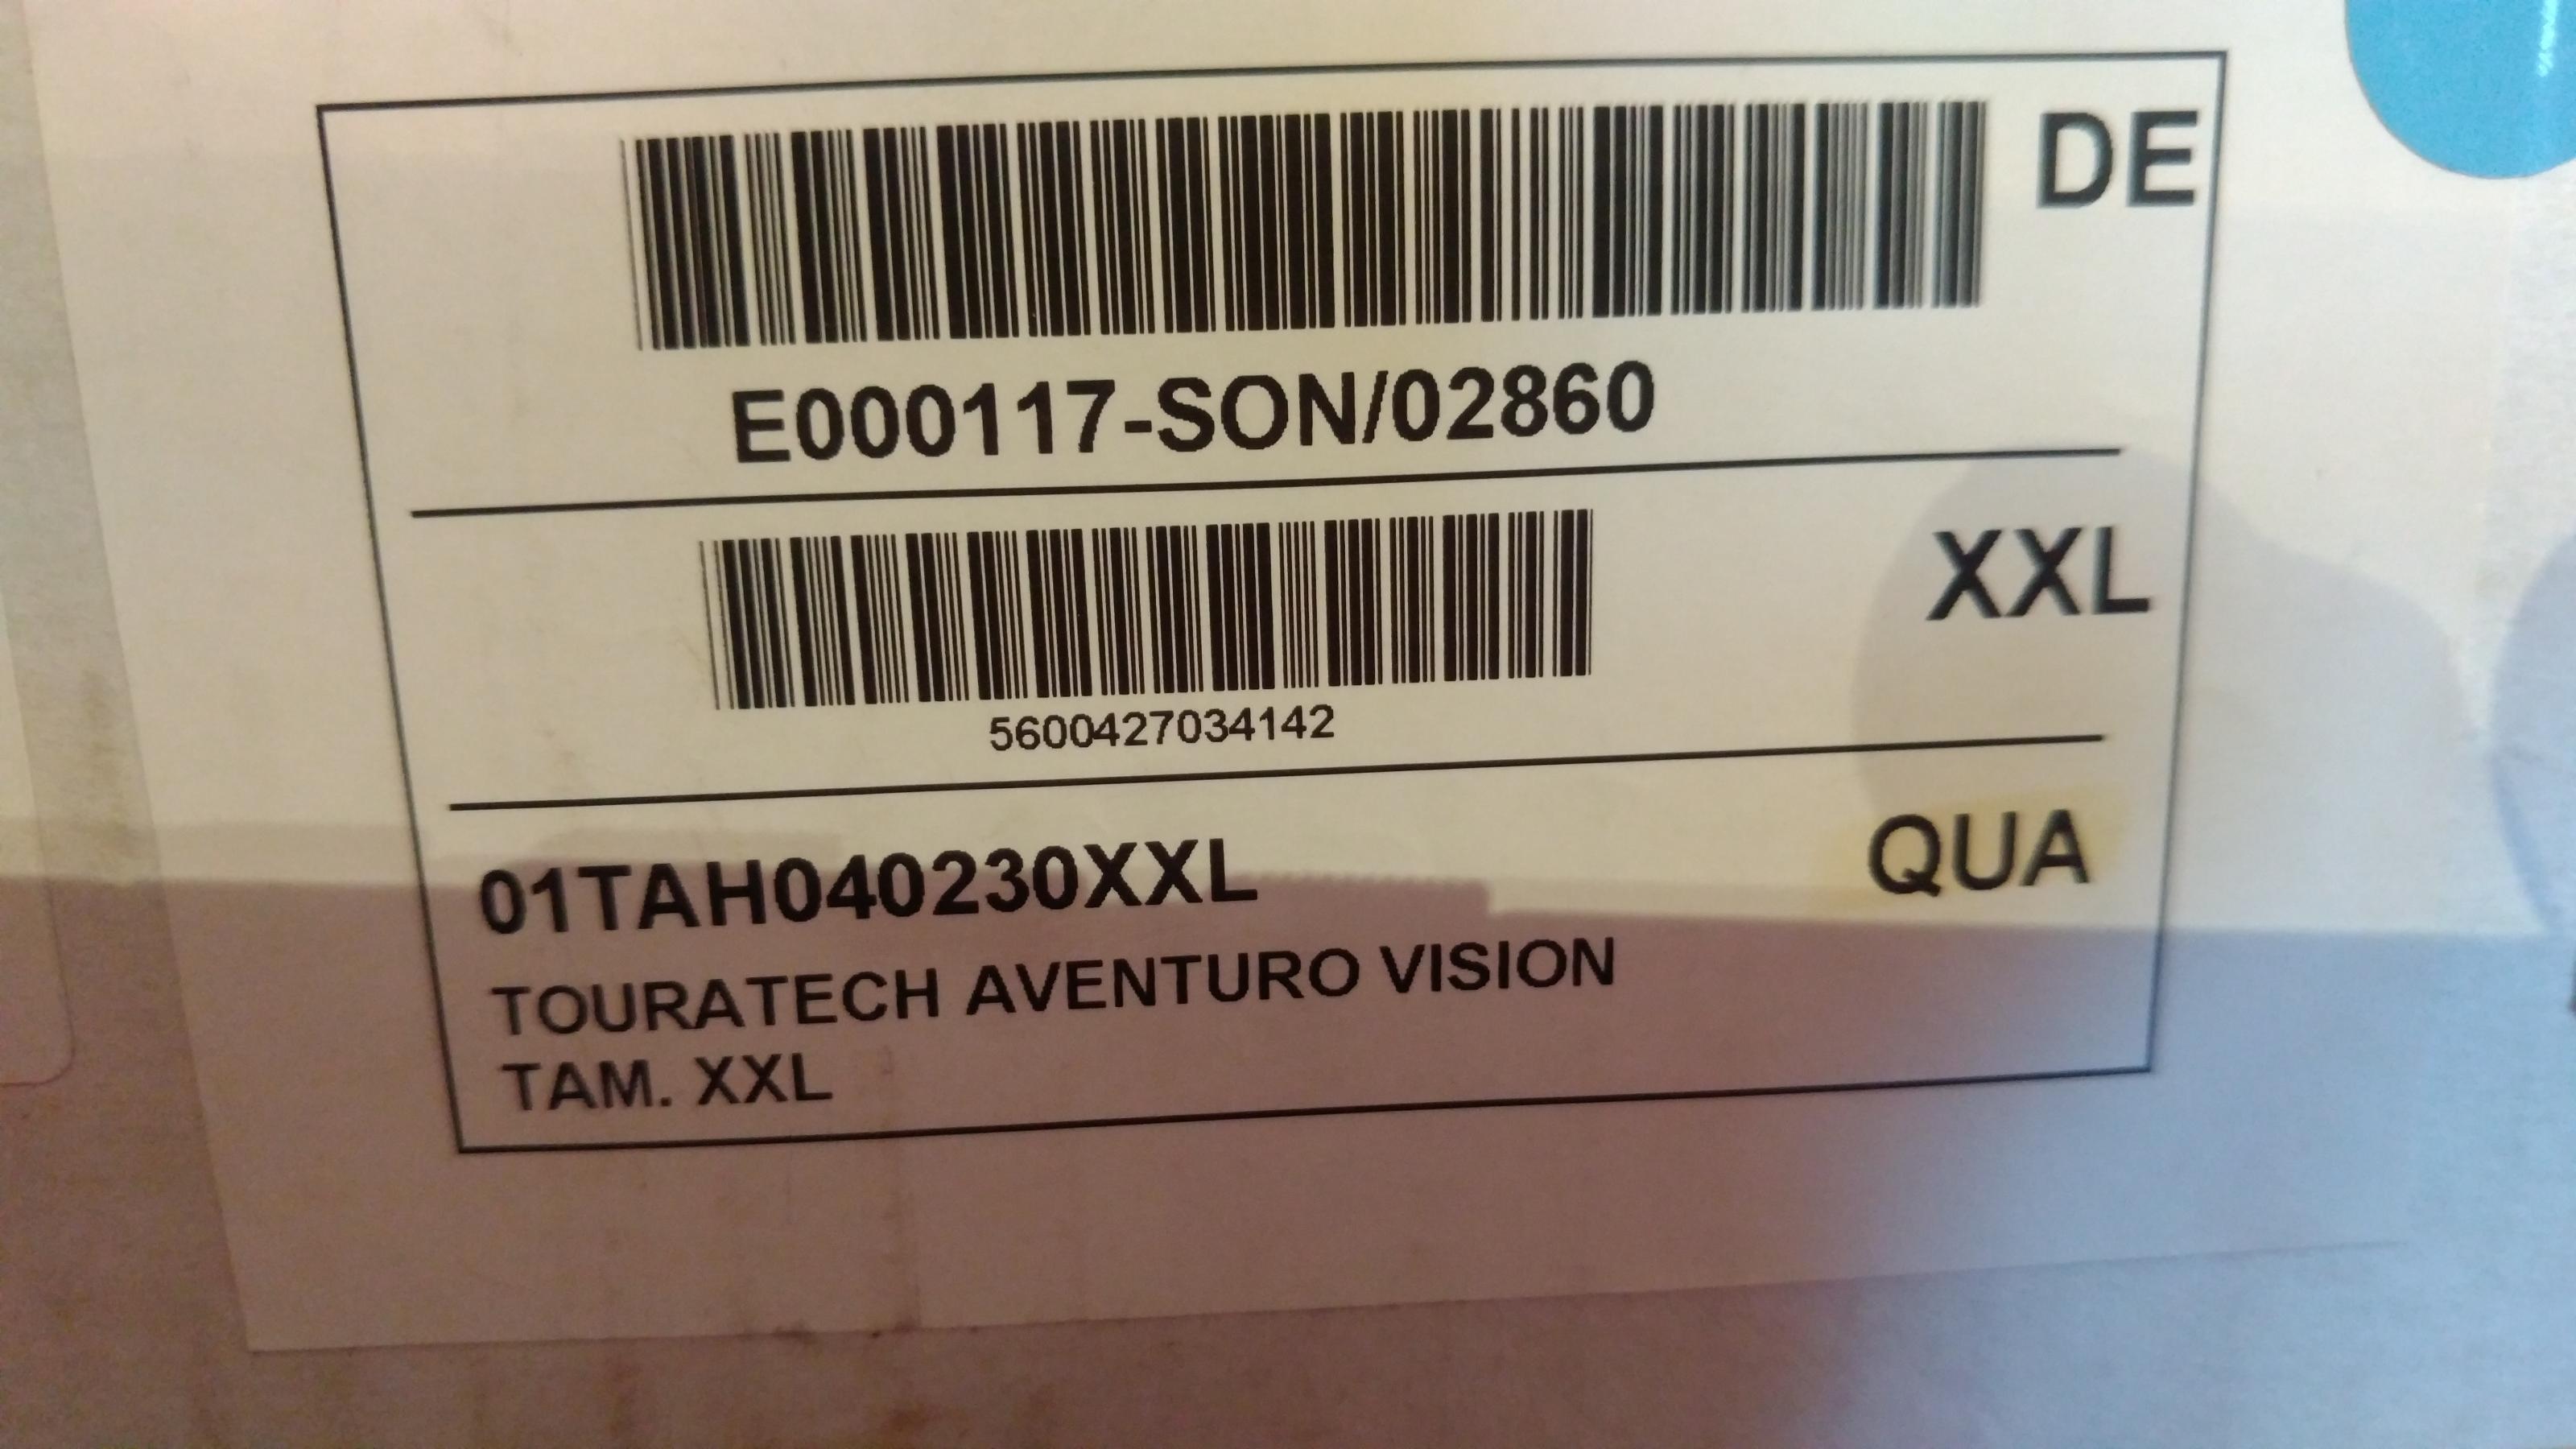 DE
E000117-SON/02860
XXL
5600427034142
QUA
01TAH040230XXL
TOURATECH AVENTURO VISION
TAM. XXL